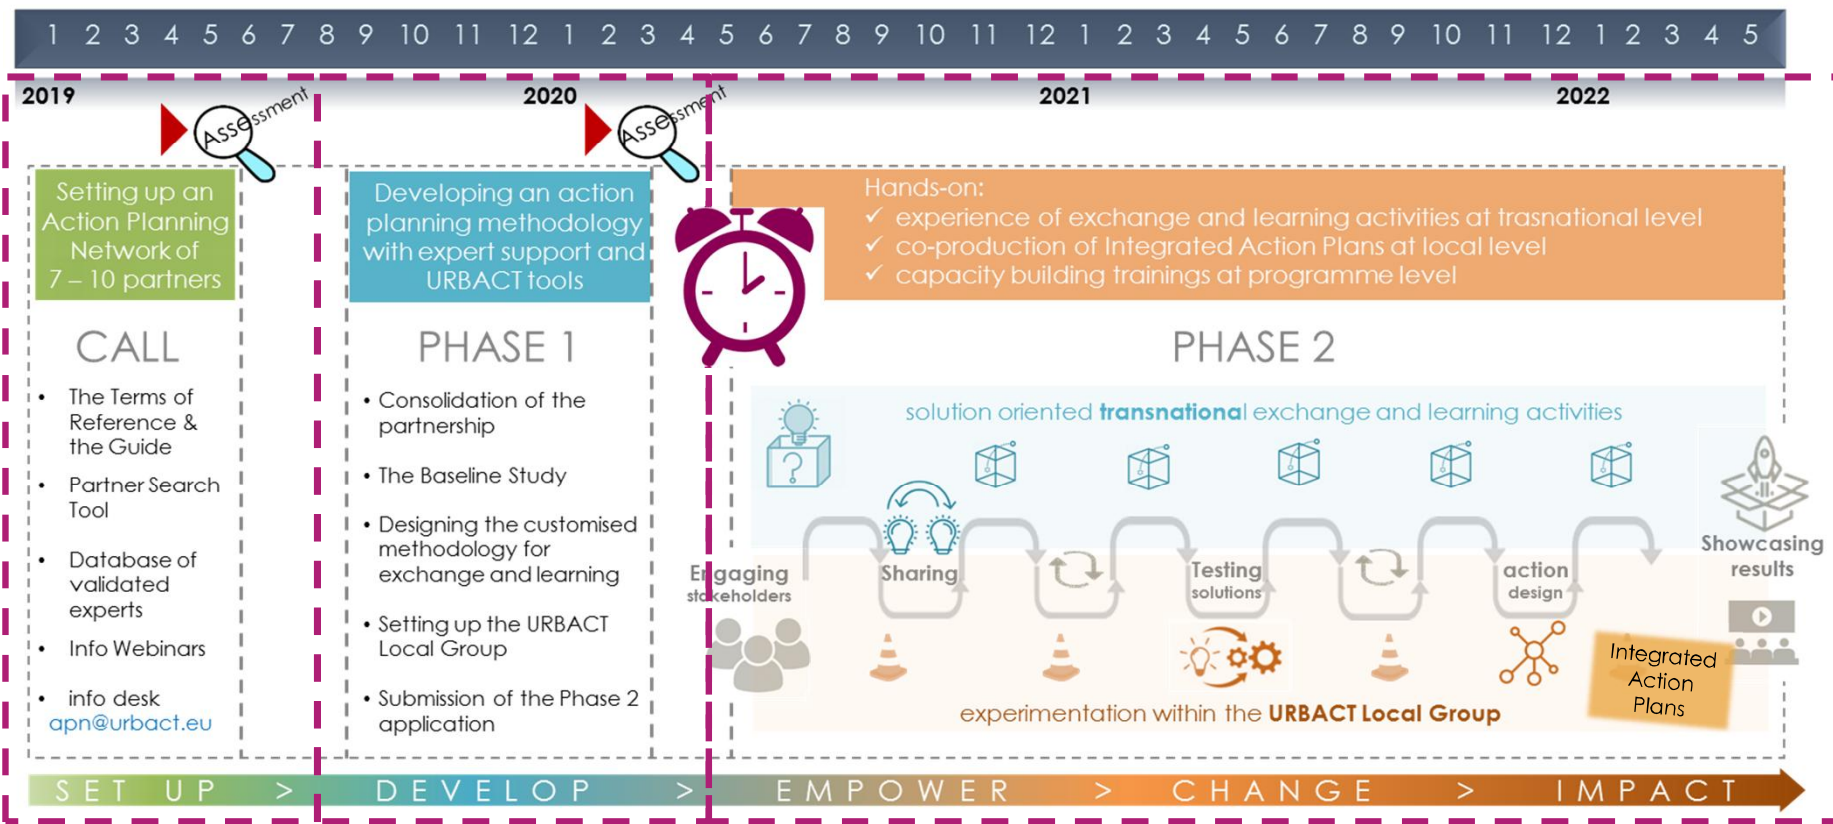 1 2 3 4 5 6 7 8 9 10 11 12 1 2 3 4 5 6 7 8 9 10 11 12 1 2 3 4 5 6 7 8 9 10 11 12 1 2 3 4 5
2019 2020 2021 2022
Assessment
Assessment
Setting up an
Action Planning
Network of
7 – 10 partners
CALL
• The Terms of
Reference &
the Guide
• Partner Search
Tool
• Database of
validated
experts
• Info Webinars
• info desk
apn@urbact.eu
Developing an action
planning methodology
with expert support and
URBACT tools
PHASE 1
• Consolidation of the
partnership
• The Baseline Study
• Designing the customised
methodology for
exchange and learning
• Setting up the URBACT
Local Group
• Submission of the Phase 2
application
Hands-on:
✓ experience of exchange and learning activities at trasnational level
✓ co-production of Integrated Action Plans at local level
✓ capacity building trainings at programme level
PHASE 2
solution oriented transnational exchange and learning activities
?
Engaging
stakeholders
Sharing
Testing
solutions
action
design
Showcasing
results
Integrated
Action
Plans
experimentation within the URBACT Local Group
SET UP > DEVELOP > EMPOWER > CHANGE > IMPACT